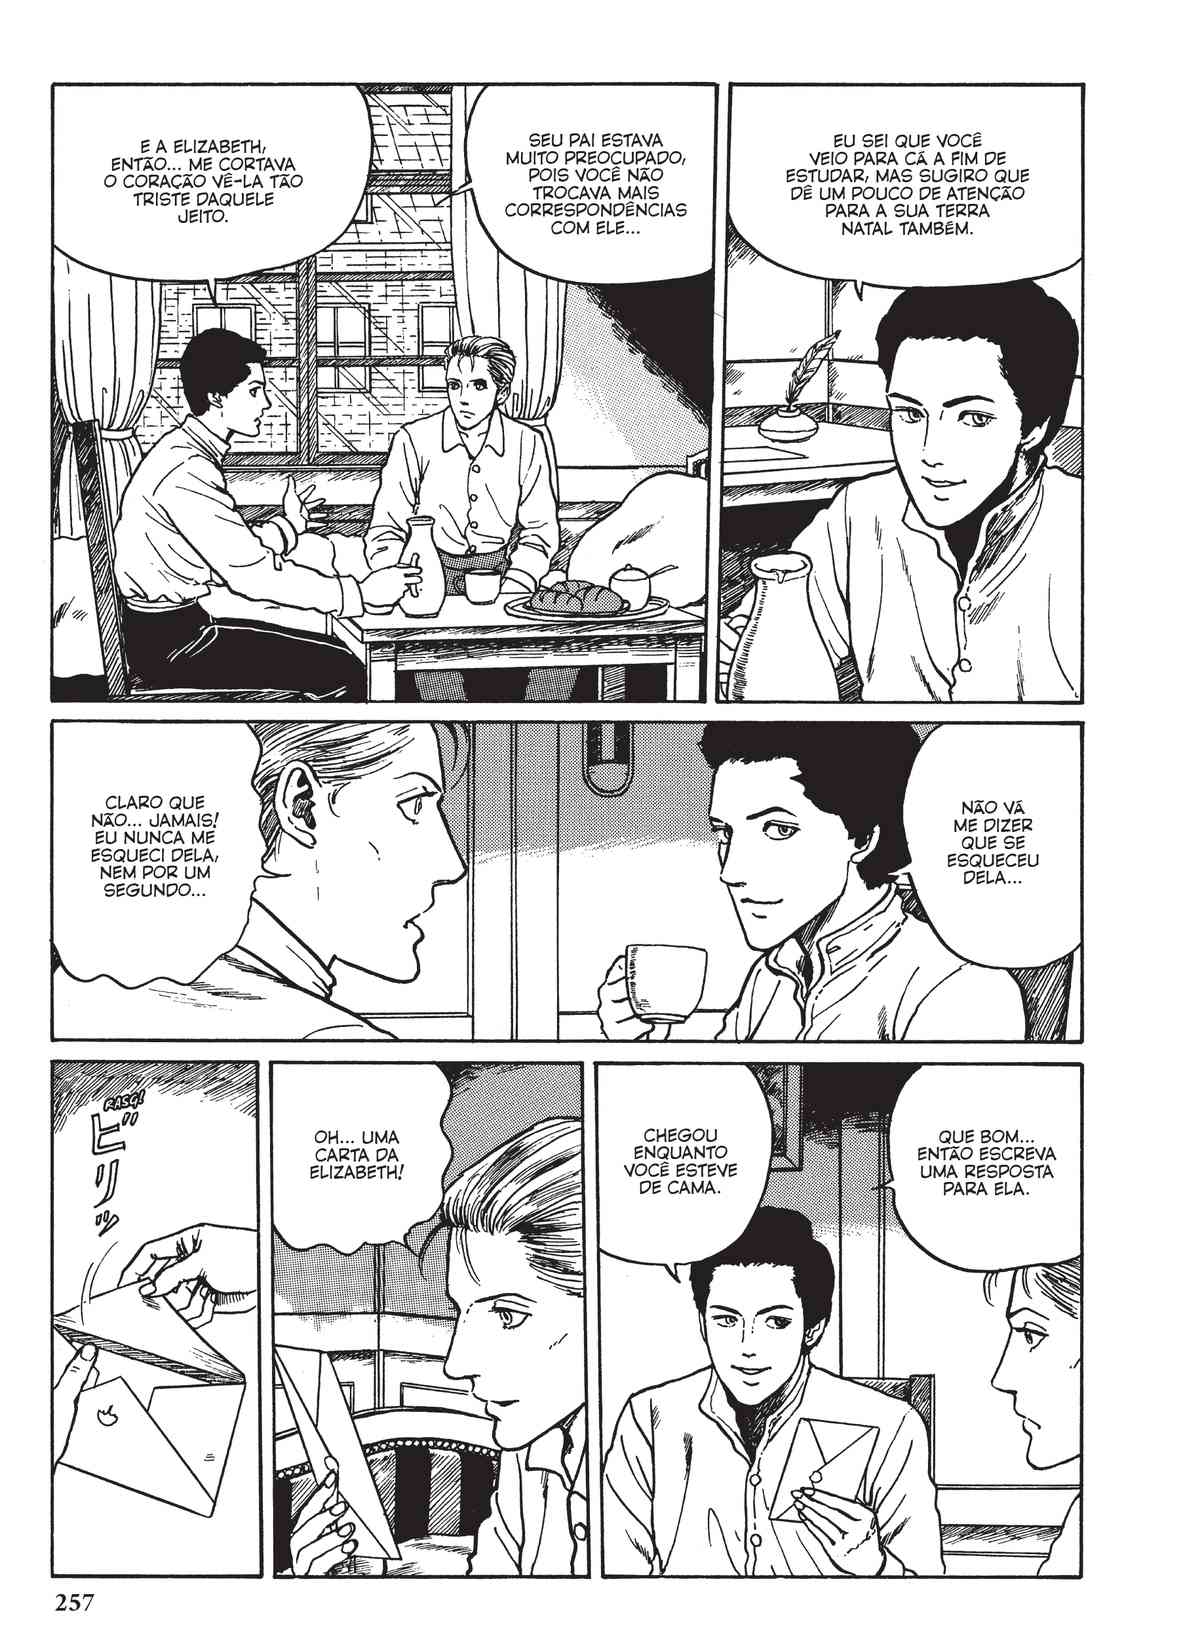 EU SEI QUE VOCÊ
VEIO PARA CÁ A FIM DE
ESTUDAR, MAS SUGIRO QUE
DÊ UM POUCO DE ATENÇÃO
PARA A SUA TERRA
NATAL TAMBÉM.
SEU PAI ESTAVA
MUITO PREOCUPADO,
POIS VOCÊ NÃO
TROCAVA MAIS
CORRESPONDÊNCIAS
COM ELE...
E A ELIZABETH,
ENTÃO... ME CORTAVA
O CORAÇÃO VÊ-LA TÃO
TRISTE DAQUELE
JEITO.
NÃO VÁ
ME DIZER
QUE SE
ESQUECEU
DELA...
CLARO QUE
NÃO... JAMAIS!
EU NUNCA ME
ESQUECI DELA,
NEM POR UM
SEGUNDO...
QUE BOM...
ENTÃO ESCREVA
UMA RESPOSTA
PARA ELA.
CHEGOU
ENQUANTO
VOCÊ ESTEVE
DE CAMA.
OH... UMA
CARTA DA
ELIZABETH!
RASG!
ビリッ
257